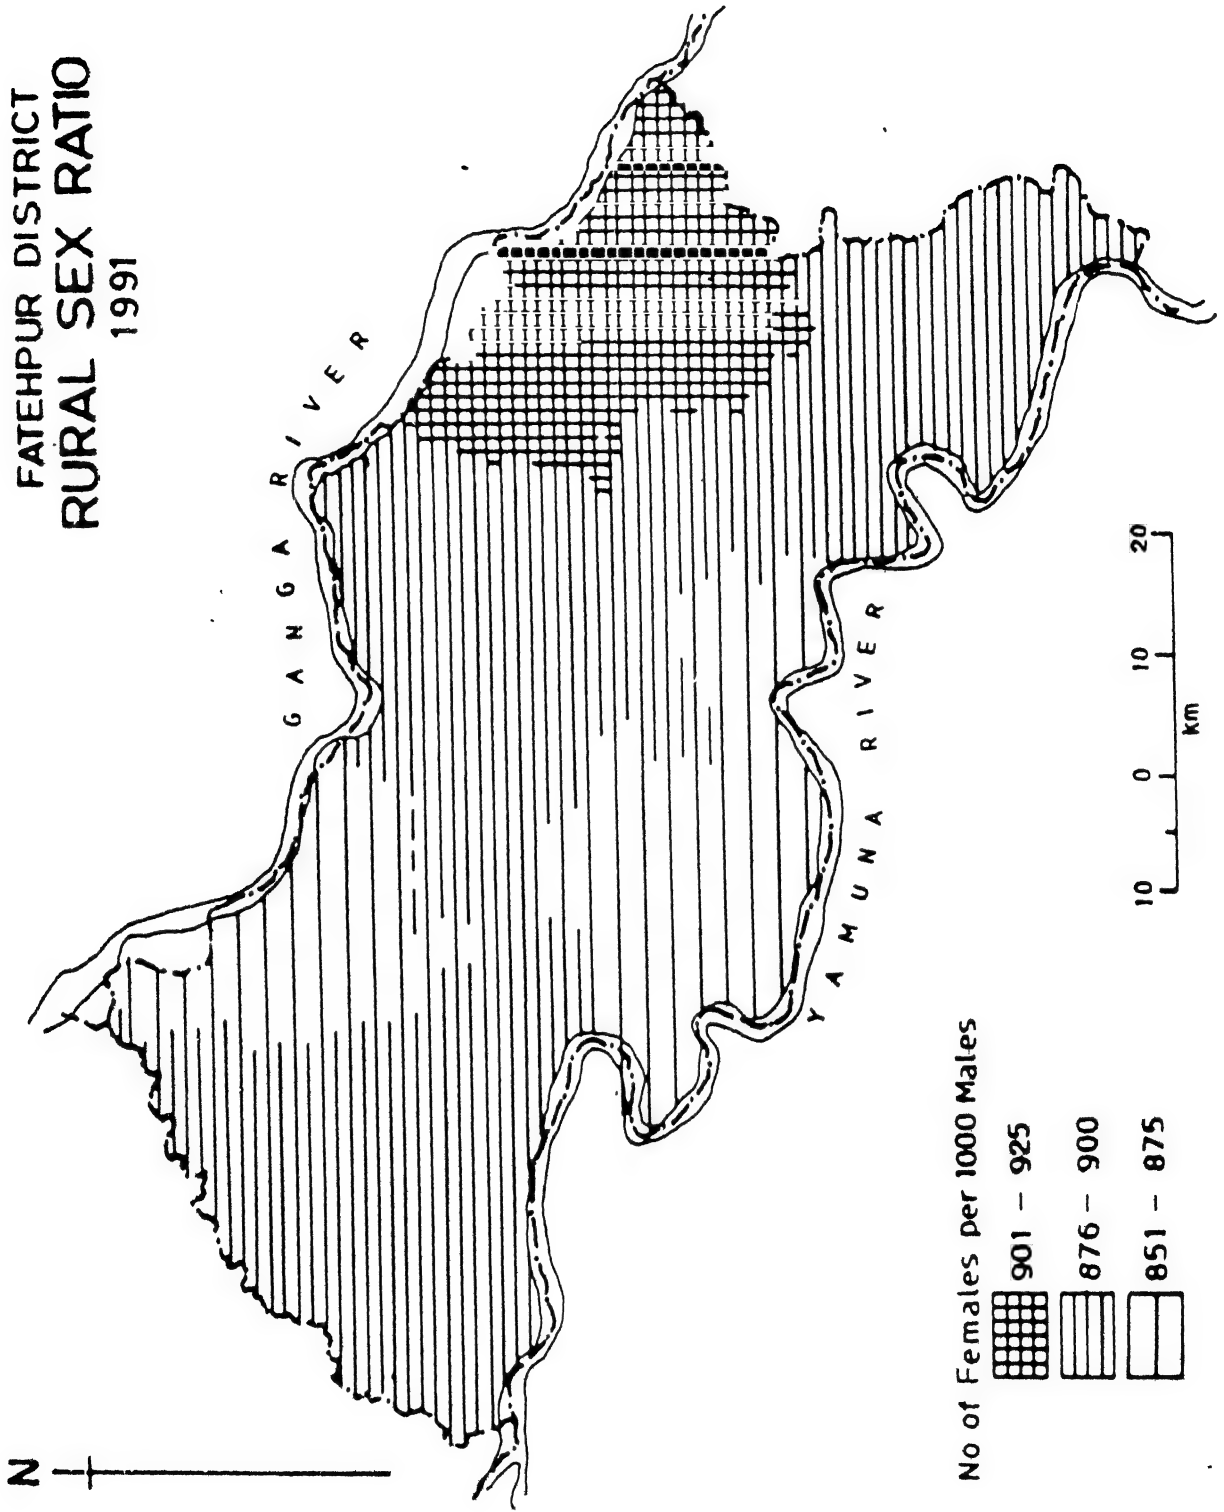 FATEHPUR DISTRICT
RURAL SEX RATIO
1991
N
GANGA RIVER
YAMUNA RIVER
No of Females per 1000 Males
901 – 925
876 – 900
851 – 875
10 0 10 20
km